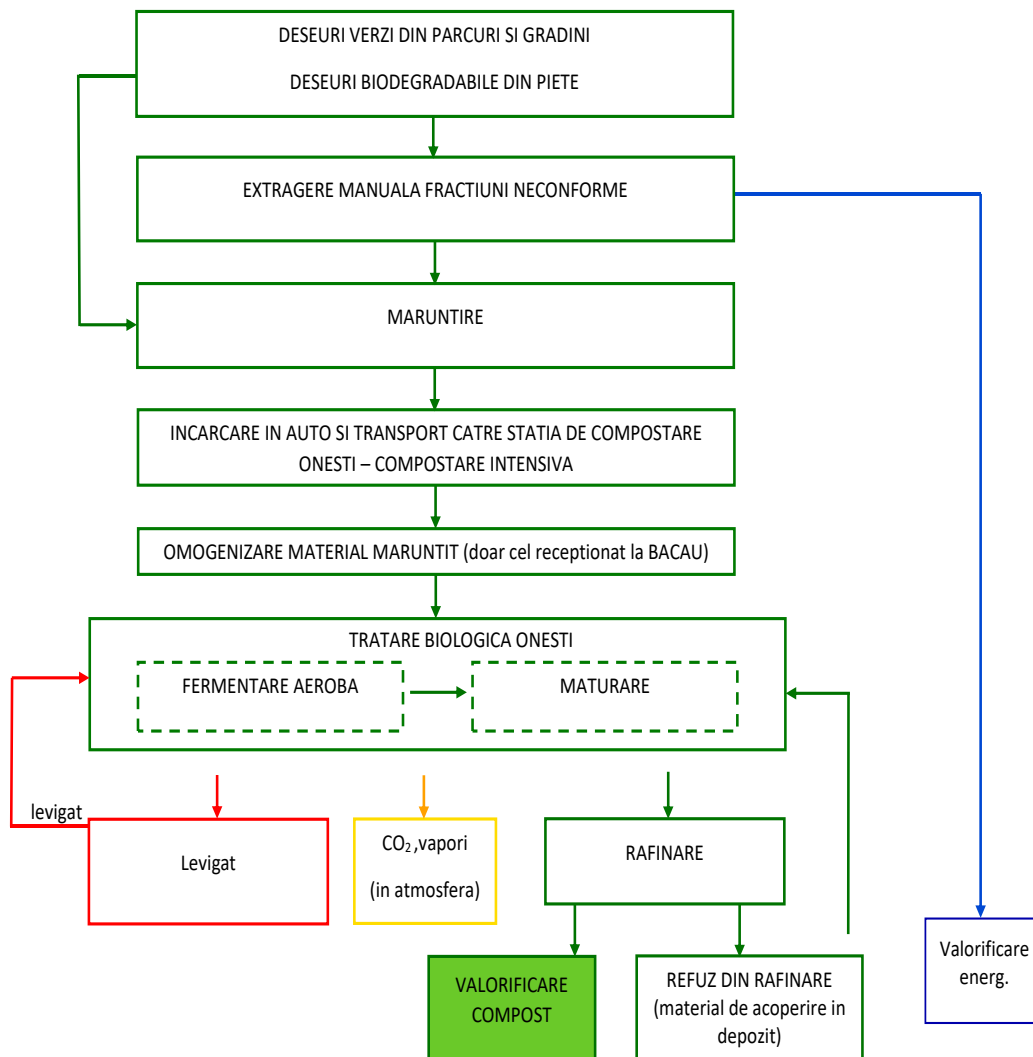 DESEURI VERZI DIN PARCURI SI GRADINI
DESEURI BIODEGRADABILE DIN PIETE
EXTRAGERE MANUALA FRACTIUNI NECONFORME
MARUNTIRE
INCARCARE IN AUTO SI TRANSPORT CATRE STATIA DE COMPOSTARE
ONESTI – COMPOSTARE INTENSIVA
OMOGENIZARE MATERIAL MARUNTIT (doar cel receptionat la BACAU)
TRATARE BIOLOGICA ONESTI
FERMENTARE AEROBA
MATURARE
levigat
Levigat
CO₂ ,vapori
(in atmosfera)
RAFINARE
VALORIFICARE
COMPOST
REFUZ DIN RAFINARE
(material de acoperire in
depozit)
Valorificare
energ.